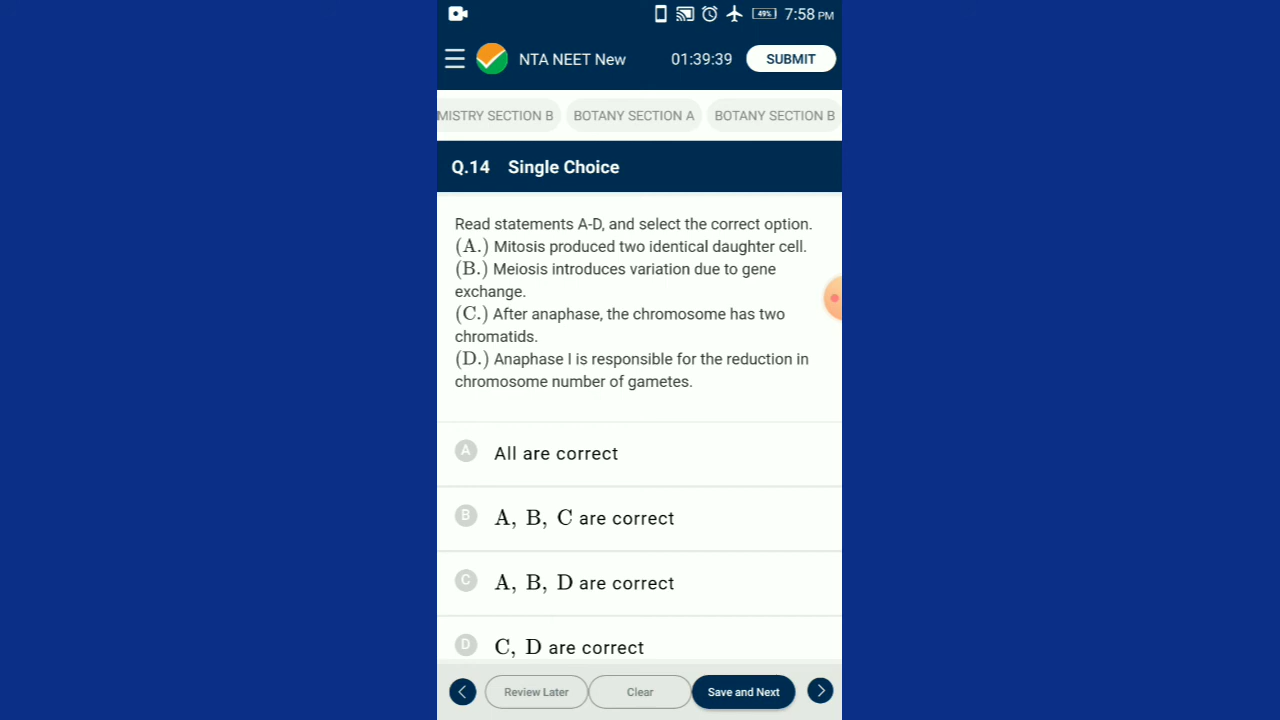 49% 7:58 PM
NTA NEET New 01:39:39 SUBMIT
MISTRY SECTION B BOTANY SECTION A BOTANY SECTION B
Q.14 Single Choice
Read statements A-D, and select the correct option.
(A.) Mitosis produced two identical daughter cell.
(B.) Meiosis introduces variation due to gene
exchange.
(C.) After anaphase, the chromosome has two
chromatids.
(D.) Anaphase I is responsible for the reduction in
chromosome number of gametes.
A All are correct
B A, B, C are correct
C A, B, D are correct
D C, D are correct
Review Later Clear Save and Next